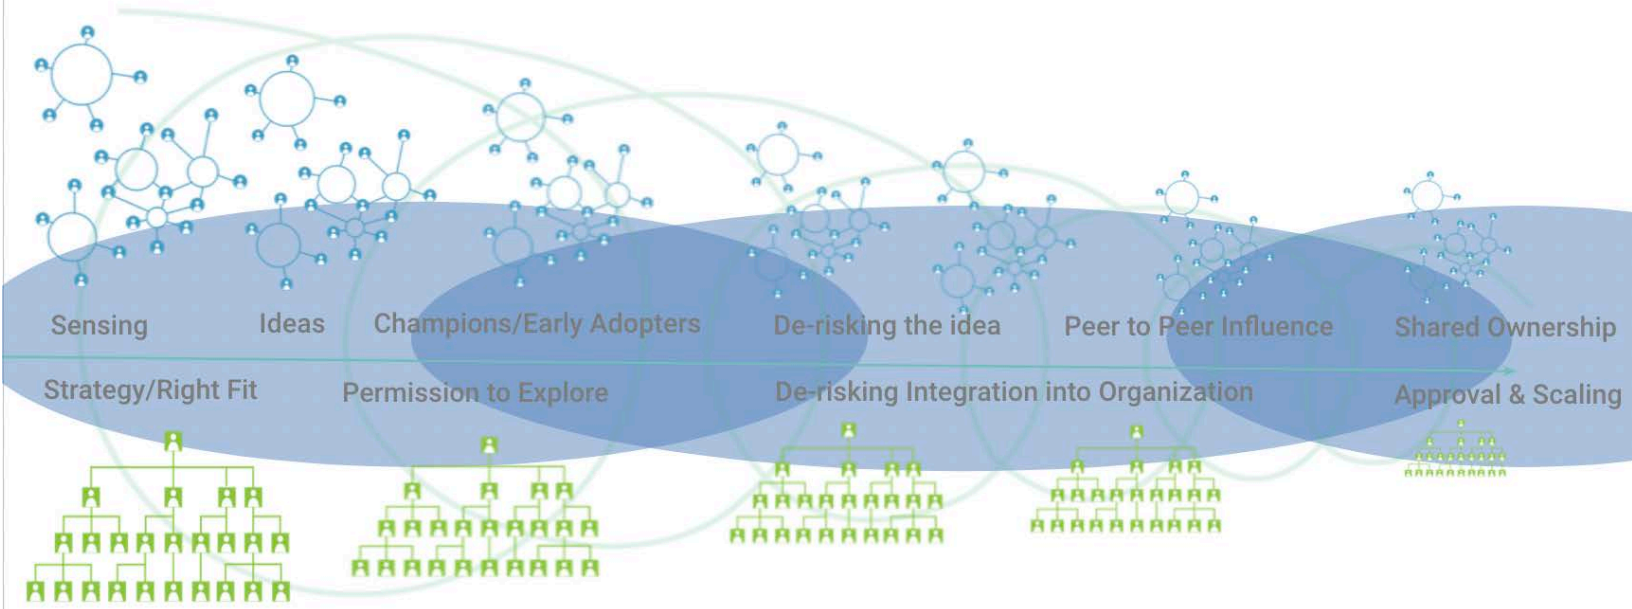 Sensing
Ideas
Champions/Early Adopters
De-risking the idea
Peer to Peer Influence
Shared Ownership
Strategy/Right Fit
Permission to Explore
De-risking Integration into Organization
Approval & Scaling